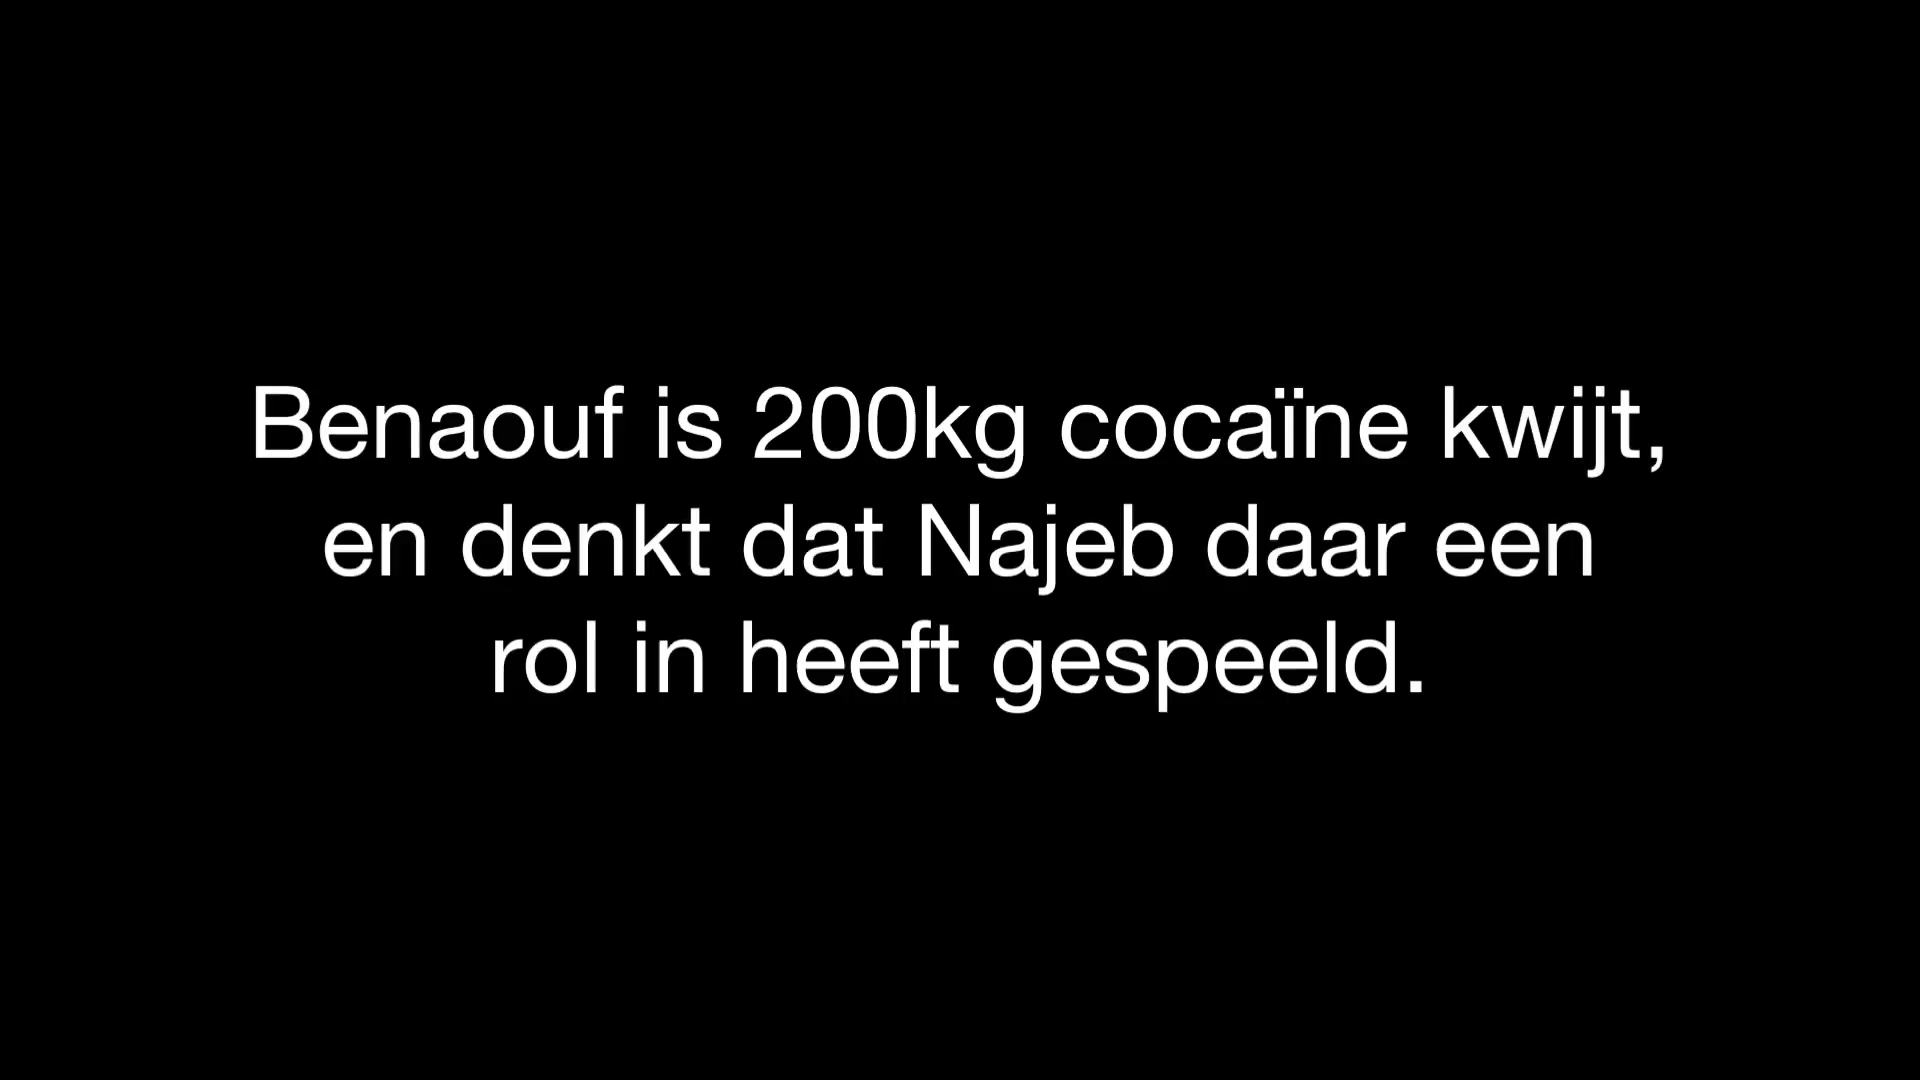 Benaouf is 200kg cocaïne kwijt,
en denkt dat Najeb daar een
rol in heeft gespeeld.